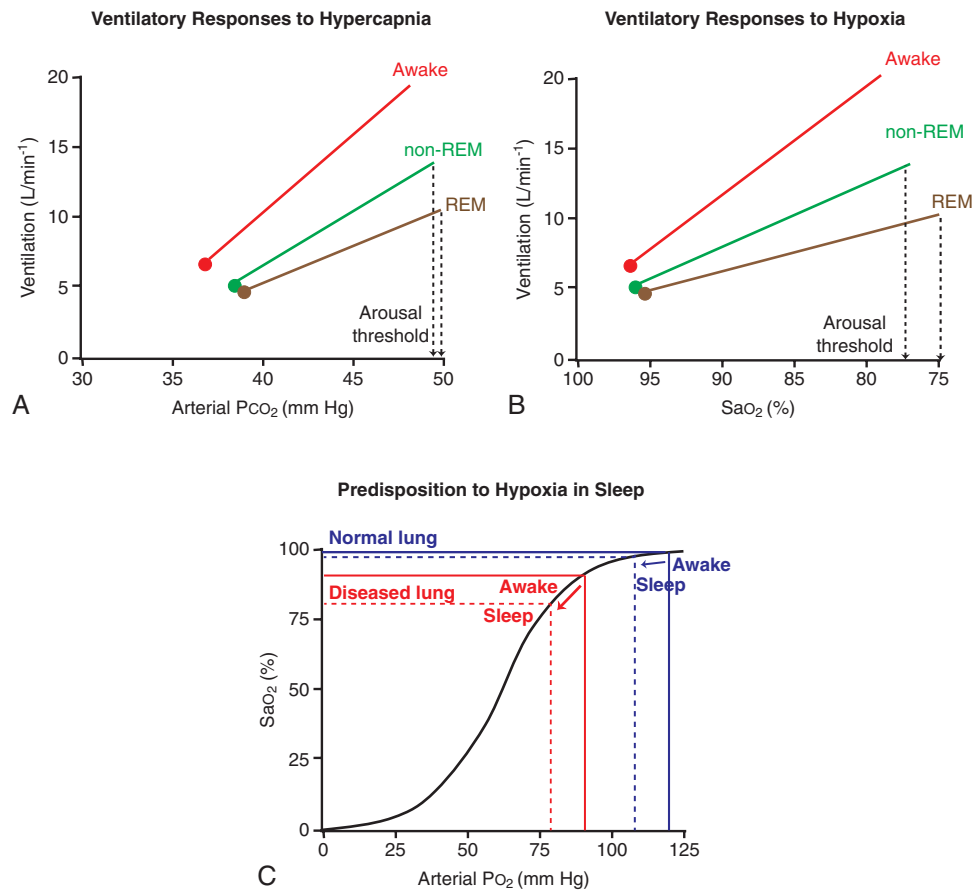 Ventilatory Responses to Hypercapnia
Ventilation (L/min-1)
20
15
10
5
0
Awake
non-REM
REM
Arousal
threshold
30
35
40
45
50
Arterial PCO2 (mm Hg)
A
Ventilatory Responses to Hypoxia
Ventilation (L/min-1)
20
15
10
5
0
Awake
non-REM
REM
Arousal
threshold
100
95
90
85
80
75
SaO2 (%)
B
Predisposition to Hypoxia in Sleep
SaO2 (%)
100
75
50
25
0
Normal lung
Awake
Sleep
Diseased lung
Awake
Sleep
0
25
50
75
100
125
Arterial PO2 (mm Hg)
C